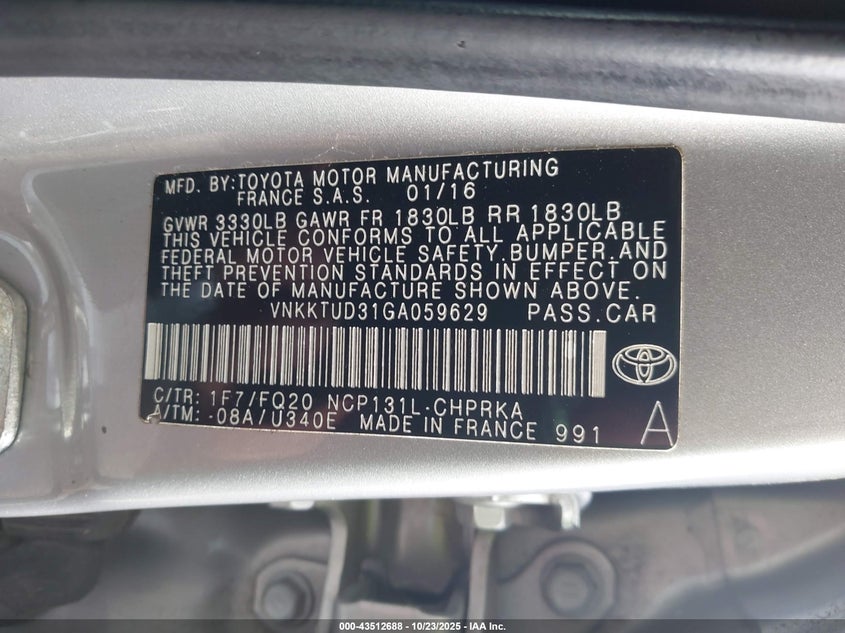 MFD. BY:TOYOTA MOTOR MANUFACTURING
FRANCE S.A.S. 01/16
GVWR 3330LB GAWR FR 1830LB RR 1830LB
THIS VEHICLE CONFORMS TO ALL APPLICABLE
FEDERAL MOTOR VEHICLE SAFETY,BUMPER,AND
THEFT PREVENTION STANDARDS IN EFFECT ON
THE DATE OF MANUFACTURE SHOWN ABOVE.
VNKKTUD31GA059629 PASS.CAR
C/TR: 1F7/FQ20 NCP131L-CHPRKA
A/TM: -08A/U340E MADE IN FRANCE 991 A
000-43512688 - 10/23/2025 - IAA Inc.